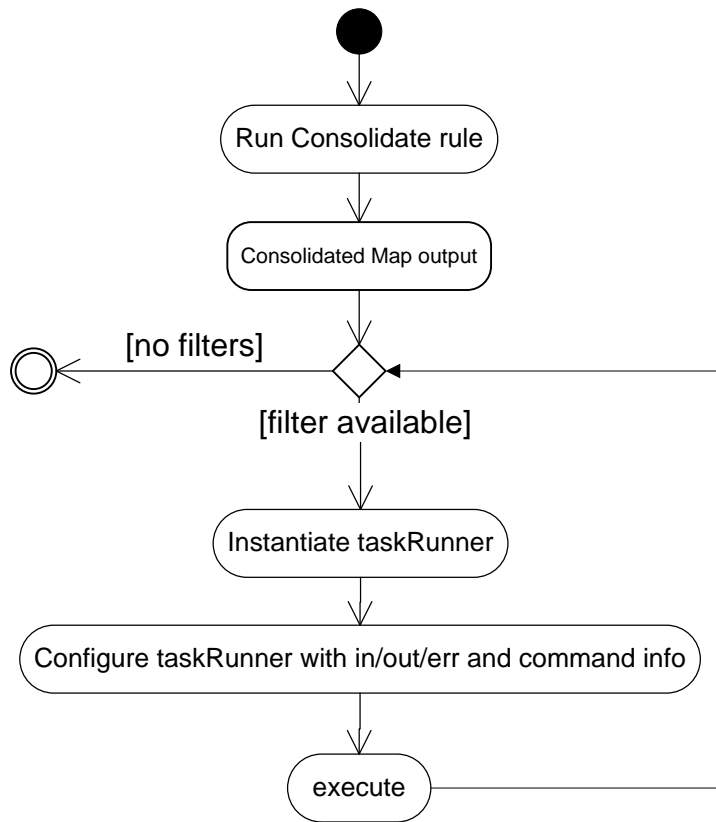 Run Consolidate rule
Consolidated Map output
[no filters]
[filter available]
Instantiate taskRunner
Configure taskRunner with in/out/err and command info
execute